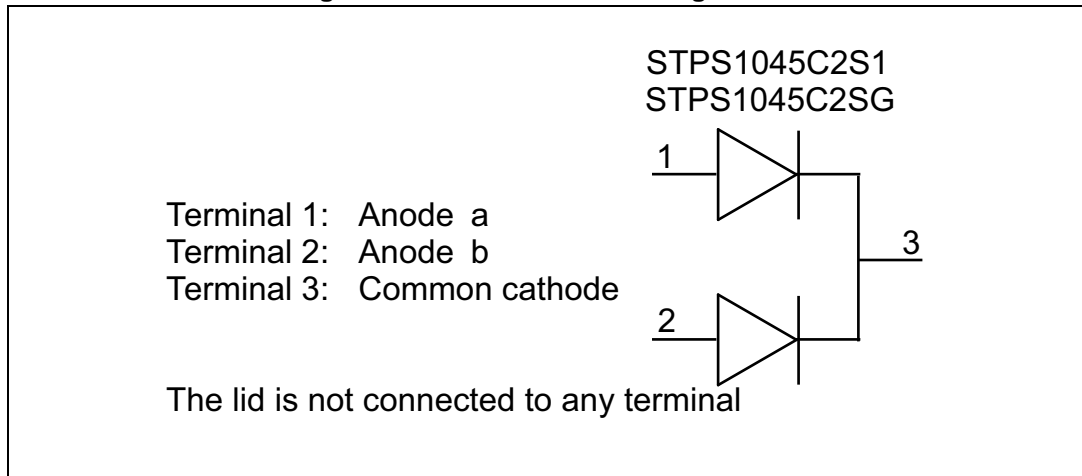 STPS1045C2S1
STPS1045C2SG
1
Terminal 1: Anode a
Terminal 2: Anode b
3
Terminal 3: Common cathode
2
The lid is not connected to any terminal